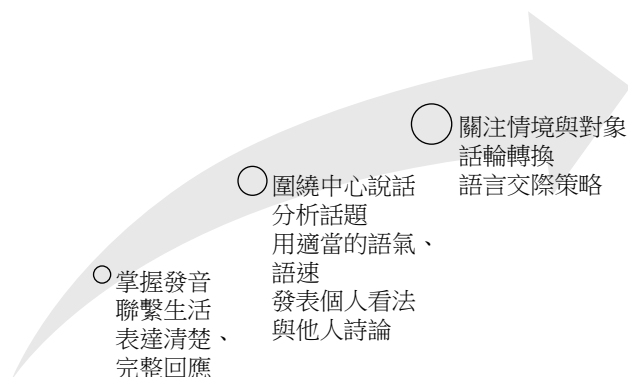 掌握發音
聯繫生活
表達清楚、
完整回應
圍繞中心說話
分析話題
用適當的語氣、
語速
發表個人看法
與他人詩論
關注情境與對象
話輪轉換
語言交際策略